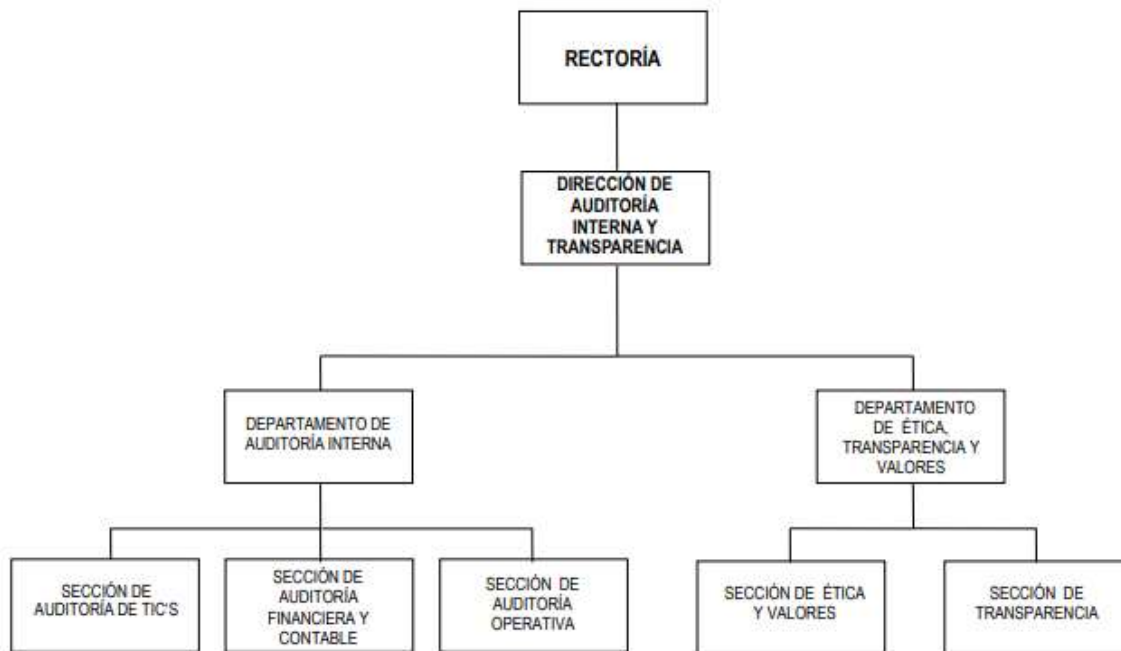 RECTORÍA
DIRECCIÓN DE
AUDITORÍA
INTERNA Y
TRANSPARENCIA
DEPARTAMENTO DE
AUDITORÍA INTERNA
DEPARTAMENTO
DE ÉTICA,
TRANSPARENCIA Y
VALORES
SECCIÓN DE
AUDITORÍA DE TIC'S
SECCIÓN DE
AUDITORÍA
FINANCIERA Y
CONTABLE
SECCIÓN DE
AUDITORÍA
OPERATIVA
SECCIÓN DE ÉTICA
Y VALORES
SECCIÓN DE
TRANSPARENCIA